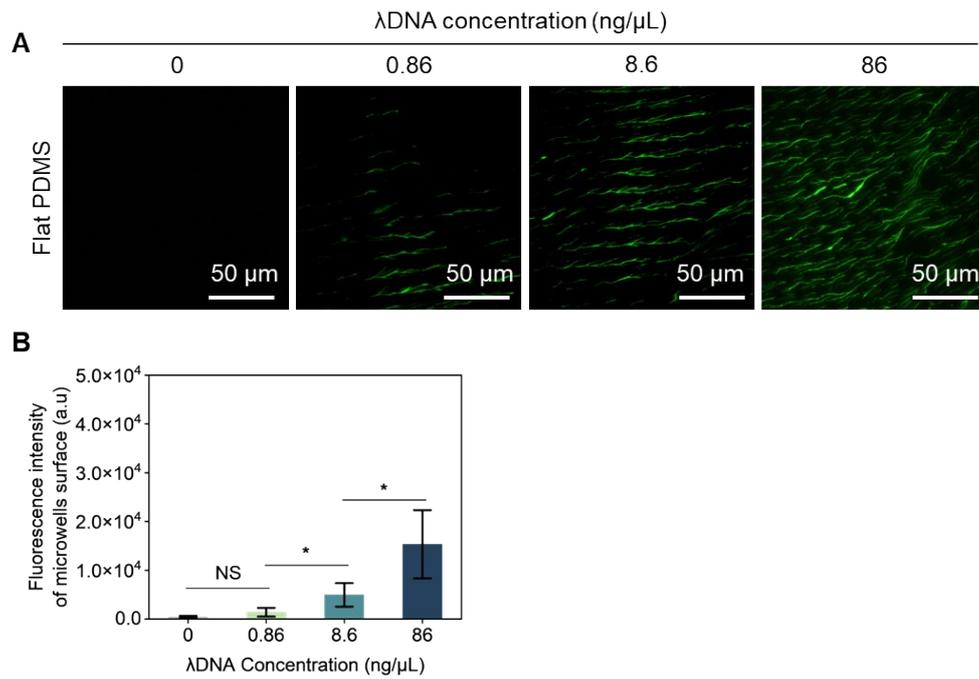 λDNA concentration (ng/µL)
A
0 0.86 8.6 86
Flat PDMS
50 µm 50 µm 50 µm 50 µm
B
Fluorescence intensity
of microwells surface (a.u)
5.0×10⁴
4.0×10⁴
3.0×10⁴
2.0×10⁴
1.0×10⁴
0.0
NS * *
0 0.86 8.6 86
λDNA Concentration (ng/µL)